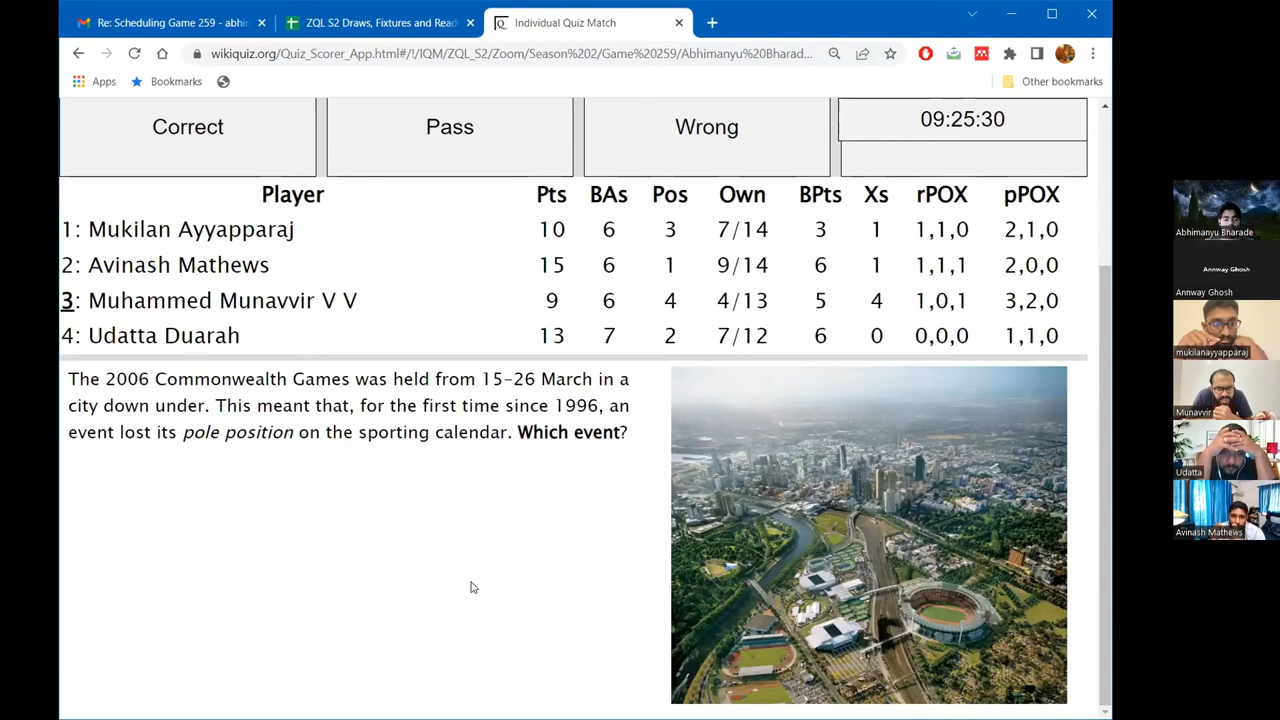 Re: Scheduling Game 259 - abhin
ZQL S2 Draws, Fixtures and Read
Individual Quiz Match
wikiquiz.org/Quiz_Scorer_App.html#/!/IQM/ZQL_S2/Zoom/Season%202/Game%20259/Abhimanyu%20Bharad...
Apps Bookmarks Other bookmarks
Correct Pass Wrong 09:25:30
Player Pts BAs Pos Own BPts Xs rPOX pPOX
1: Mukilan Ayyapparaj 10 6 3 7/14 3 1 1,1,0 2,1,0
2: Avinash Mathews 15 6 1 9/14 6 1 1,1,1 2,0,0
3: Muhammed Munavvir V V 9 6 4 4/13 5 4 1,0,1 3,2,0
4: Udatta Duarah 13 7 2 7/12 6 0 0,0,0 1,1,0
The 2006 Commonwealth Games was held from 15-26 March in a
city down under. This meant that, for the first time since 1996, an
event lost its pole position on the sporting calendar. Which event?
Abhimanyu Bharade
Annway Ghosh
Annway Ghosh
mukilanayyapparaj
Munavvir
Udatta
Avinash Mathews